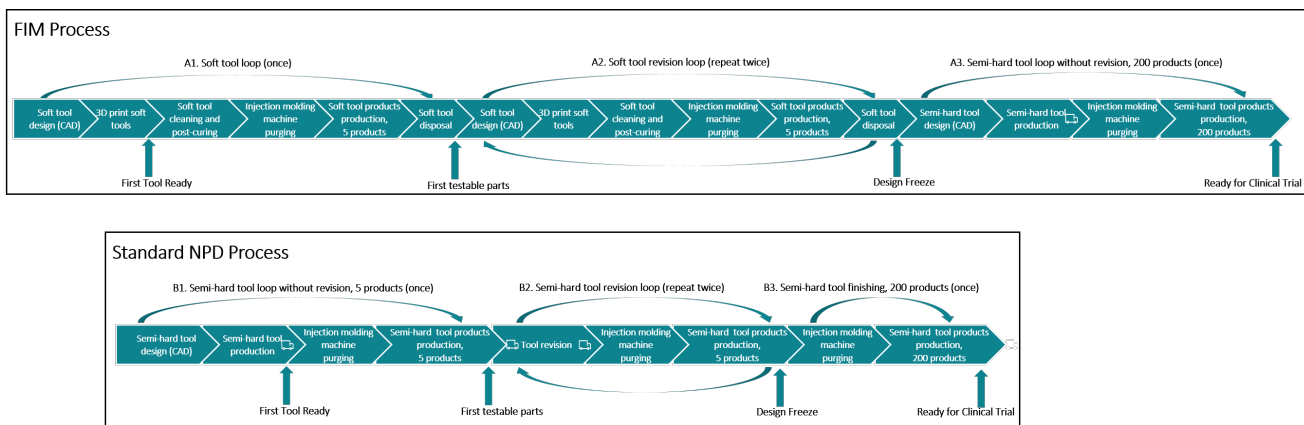 FIM Process
A1. Soft tool loop (once)
A2. Soft tool revision loop (repeat twice)
A3. Semi-hard tool loop without revision, 200 products (once)
Soft tool
design (CAD)
3D print soft
tools
Soft tool
cleaning and
post-curing
Injection molding
machine
purging
Soft tool products
production,
5 products
Soft tool
disposal
Soft tool
design (CAD)
3D print soft
tools
Soft tool
cleaning and
post-curing
Injection molding
machine
purging
Soft tool products
production,
5 products
Soft tool
disposal
Semi-hard tool
design (CAD)
Semi-hard tool
production
Injection molding
machine
purging
Semi-hard tool products
production,
200 products
First Tool Ready
First testable parts
Design Freeze
Ready for Clinical Trial
Standard NPD Process
B1. Semi-hard tool loop without revision, 5 products (once)
B2. Semi-hard tool revision loop (repeat twice)
B3. Semi-hard tool finishing, 200 products (once)
Semi-hard tool
design (CAD)
Semi-hard tool
production
Injection molding
machine
purging
Semi-hard tool products
production,
5 products
Tool revision
Injection molding
machine
purging
Semi-hard tool products
production,
5 products
Injection molding
machine
purging
Semi-hard tool products
production,
200 products
First Tool Ready
First testable parts
Design Freeze
Ready for Clinical Trial